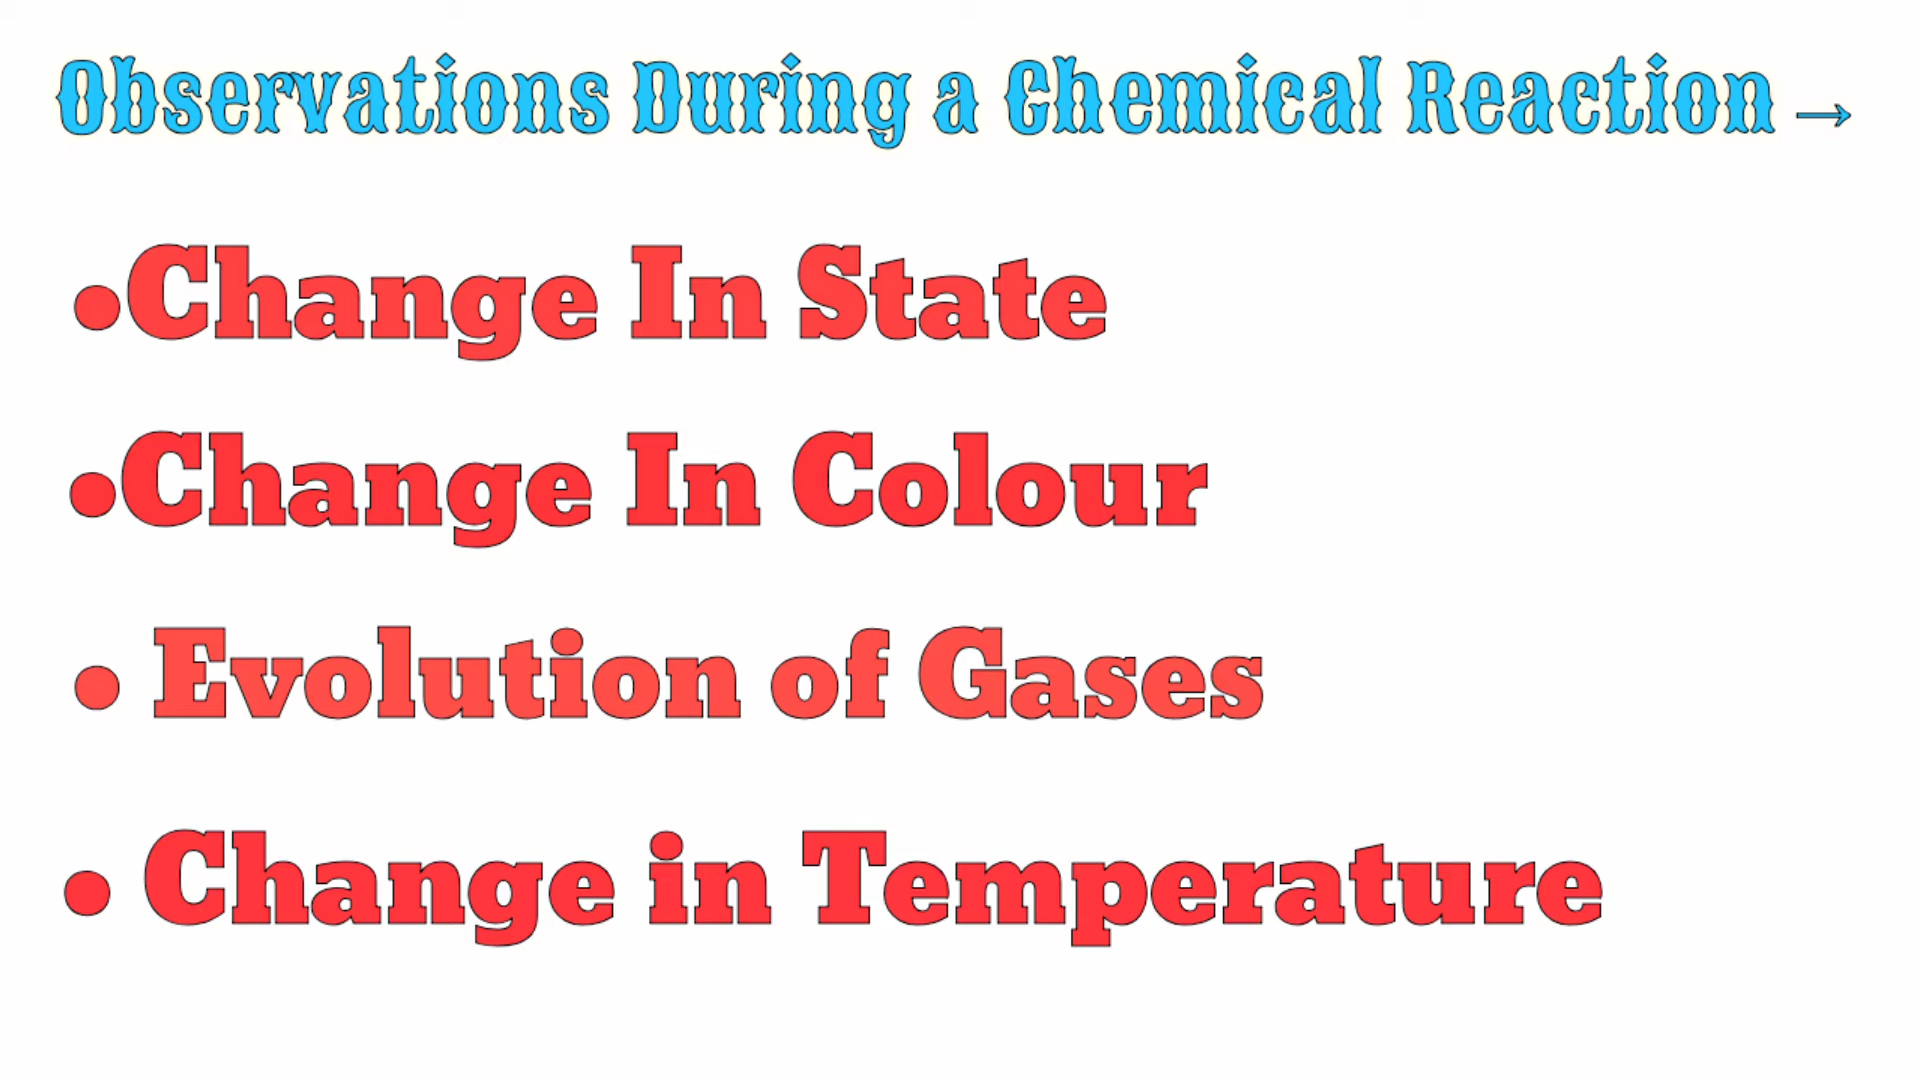 Observations During a Chemical Reaction →
•Change In State
•Change In Colour
• Evolution of Gases
• Change in Temperature